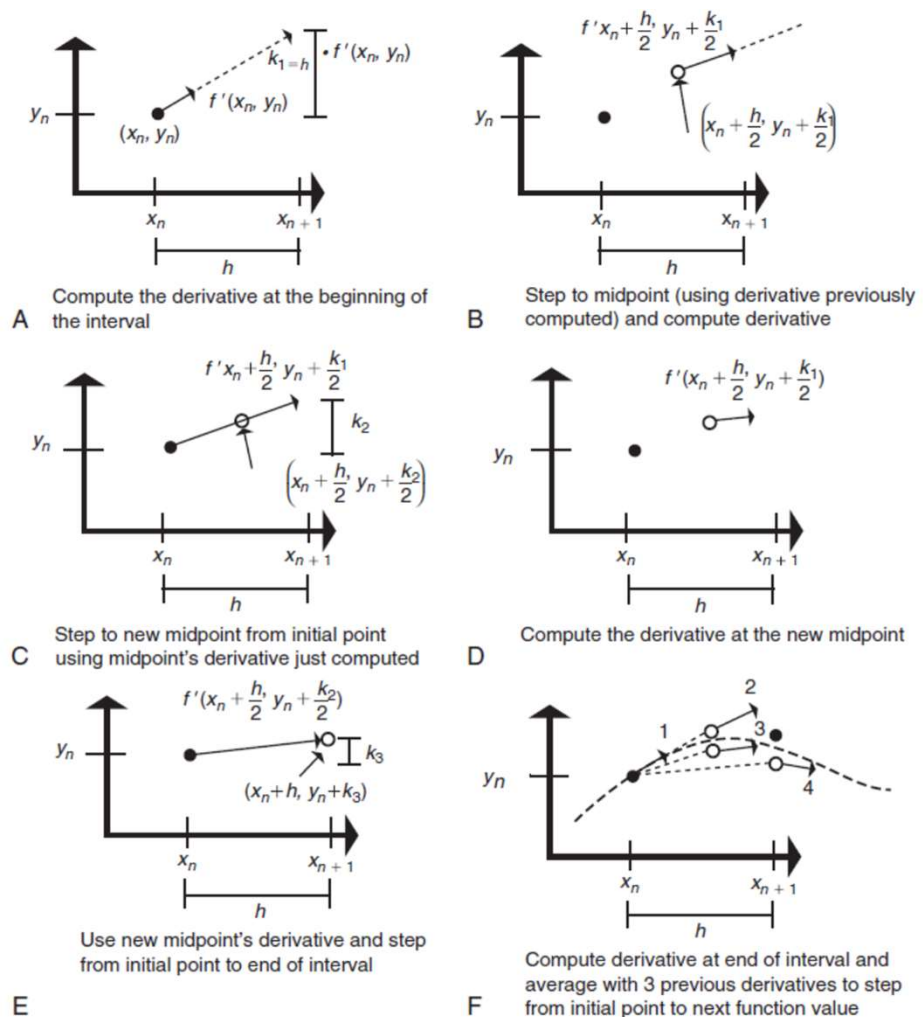 k₁₌h • f'(xₙ, yₙ)
f'(xₙ, yₙ)
yₙ
(xₙ, yₙ)
xₙ
xₙ ₊ ₁
h
A Compute the derivative at the beginning of
the interval
f'xₙ+h/2, yₙ+k₁/2
yₙ
(xₙ + h/2, yₙ + k₁/2)
xₙ
xₙ ₊ ₁
h
B Step to midpoint (using derivative previously
computed) and compute derivative
f'xₙ+h/2, yₙ + k₁/2
k₂
yₙ
(xₙ + h/2, yₙ + k₂/2)
xₙ
xₙ ₊ ₁
h
C Step to new midpoint from initial point
using midpoint's derivative just computed
f'(xₙ + h/2, yₙ + k₁/2)
yₙ
xₙ
xₙ ₊ ₁
h
D Compute the derivative at the new midpoint
f'(xₙ + h/2, yₙ + k₂/2)
yₙ
k₃
(xₙ+h, yₙ+k₃)
xₙ
xₙ ₊ ₁
h
Use new midpoint's derivative and step
from initial point to end of interval
E
2
1
3
yₙ
4
xₙ
xₙ ₊ ₁
h
Compute derivative at end of interval and
average with 3 previous derivatives to step
F from initial point to next function value